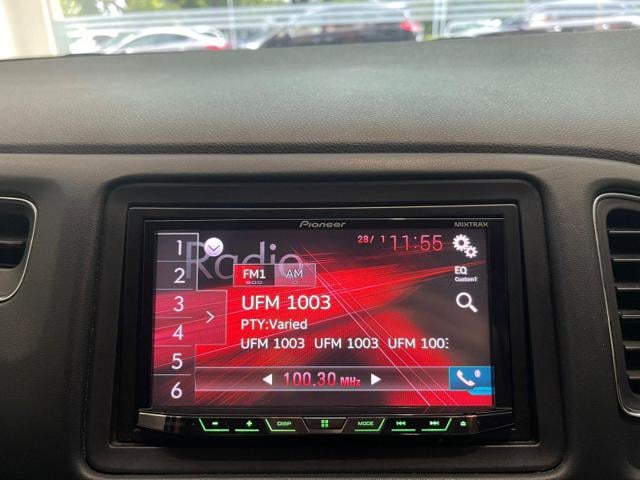 Pioneer
MIXTRAX
Radio
28/ 1 11:55
1
2
3
4
5
6
FM1
AM
EQ
Custom1
UFM 1003
PTY:Varied
UFM 1003 UFM 1003 UFM 1003
100.30 MHz
DISP
MODE